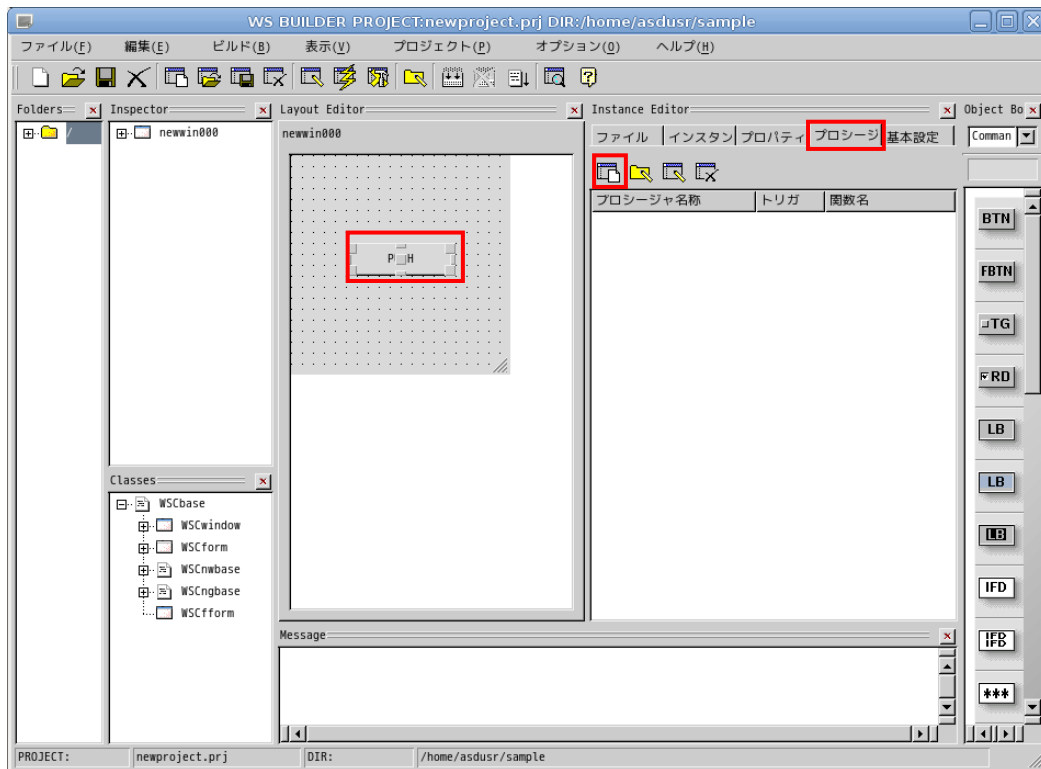 WS BUILDER PROJECT:newproject.prj DIR:/home/asdusr/sample
ファイル(F) 編集(E) ビルド(B) 表示(V) プロジェクト(P) オプション(O) ヘルプ(H)
Folders Inspector Layout Editor Instance Editor Object Bo
/ newwin000 newwin000 ファイル インスタン プロパティ プロシージ 基本設定 Comman
プロシージャ名称 トリガ 関数名
BTN
P H
FBTN
TG
RD
LB
Classes
LB
WSCbase
WSCwindow
LB
WSCform
WSCnwbase
WSCngbase
IFD
WSCfform
Message
IFD
IFD
***
PROJECT: newproject.prj DIR: /home/asdusr/sample